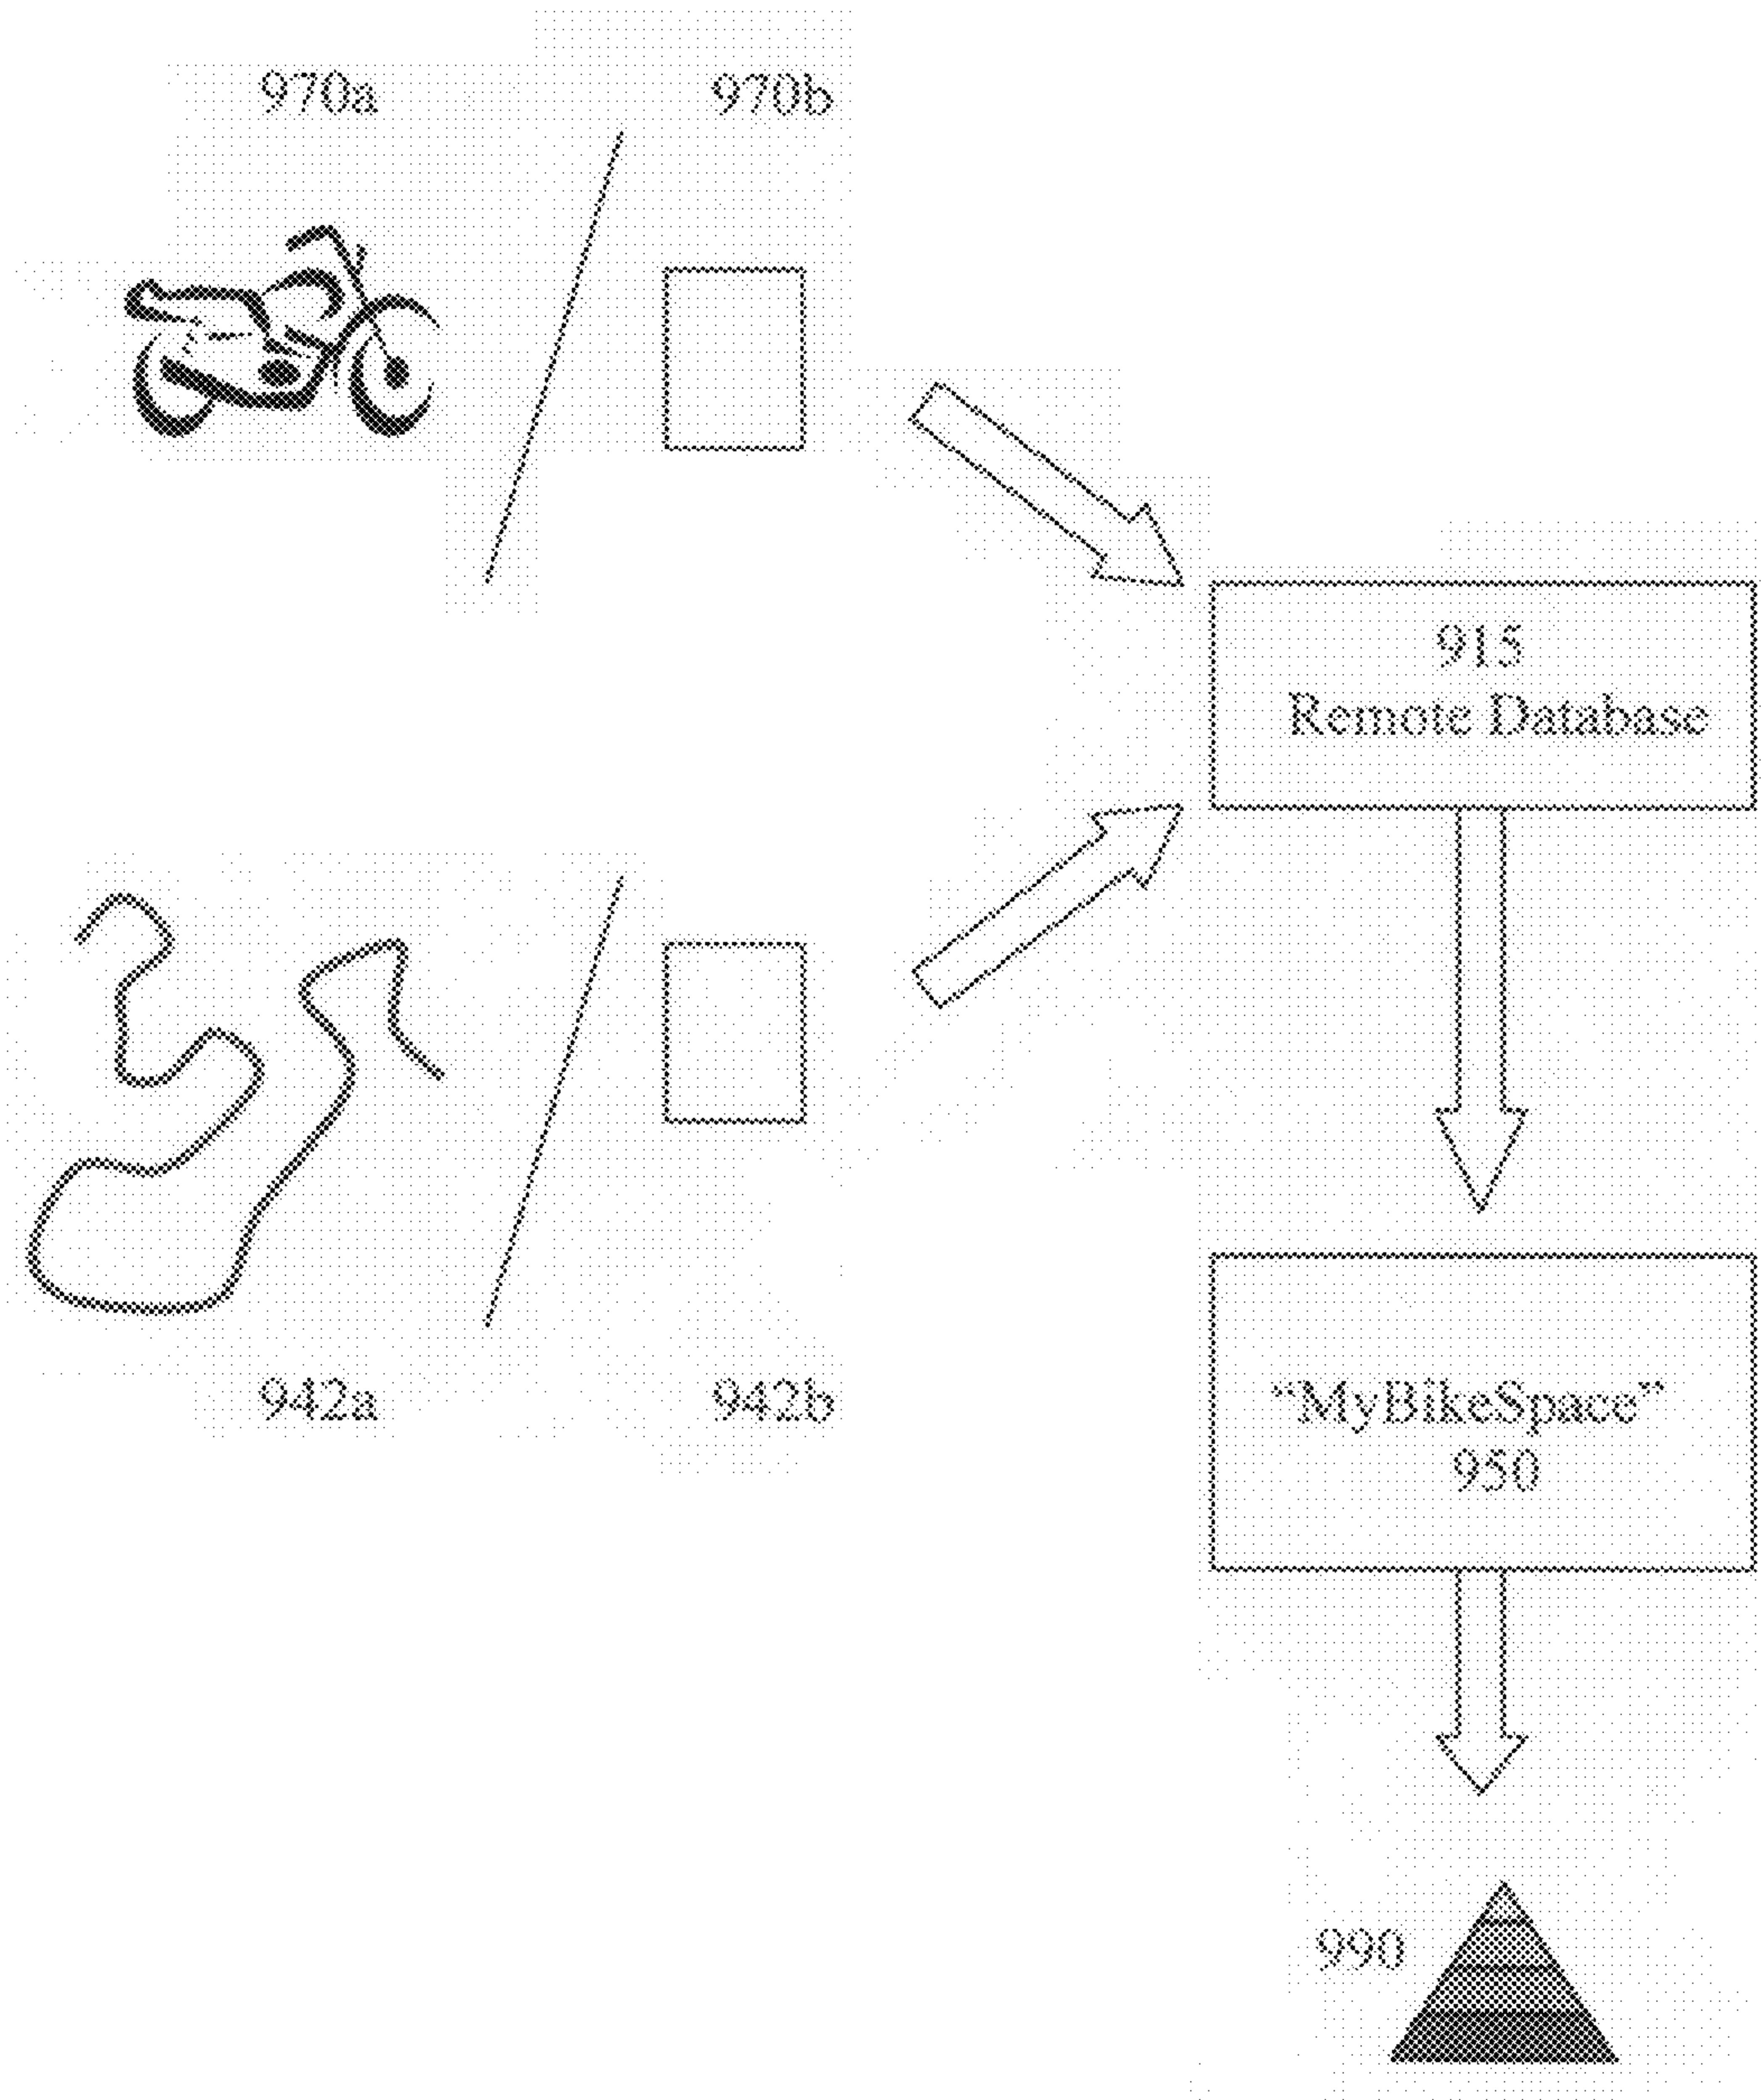 970a
970b
915
Remote Database
942a
942b
“MyBikeSpace”
950
990